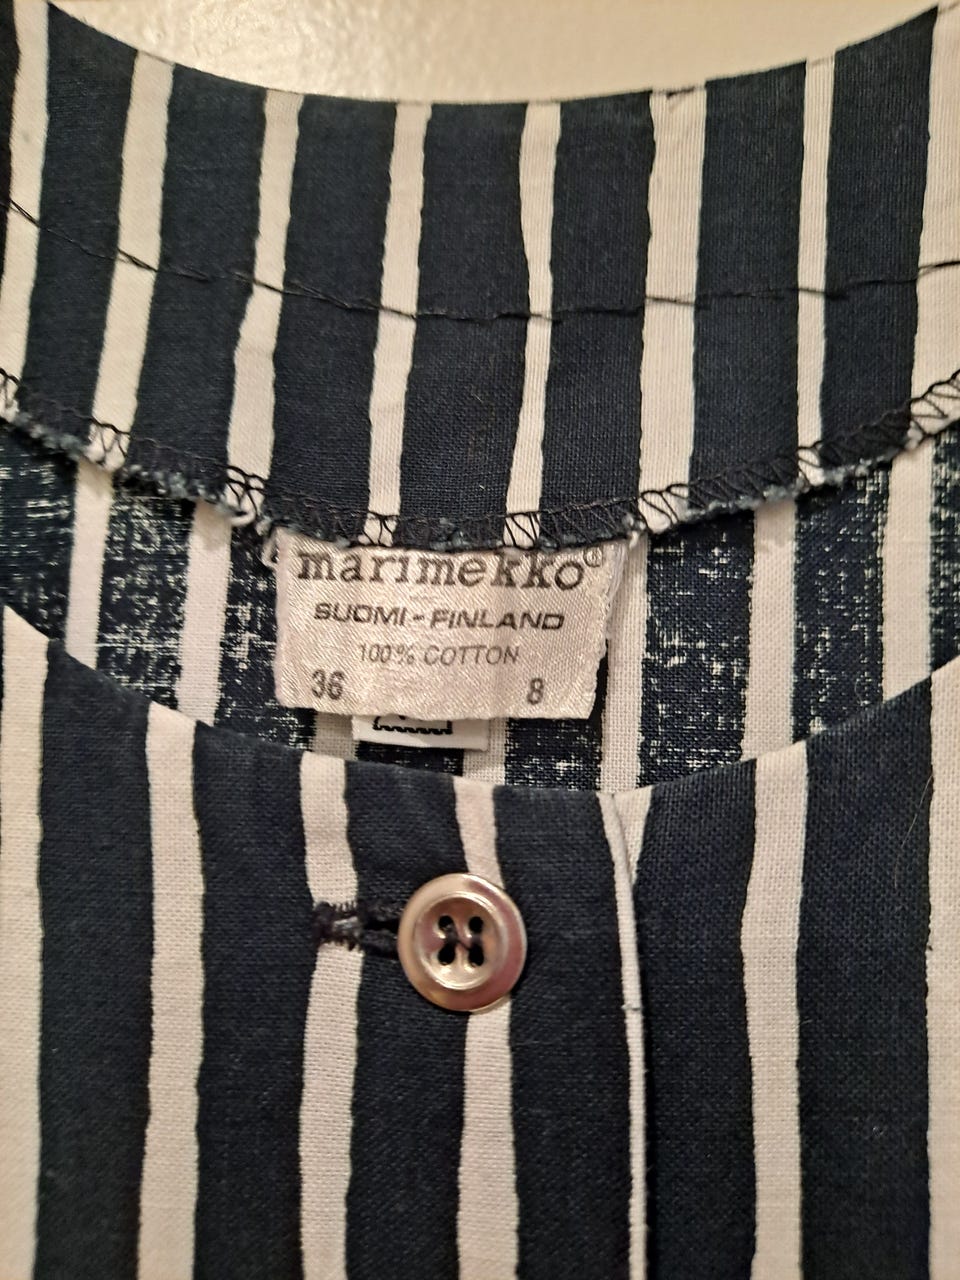 marimekko®
SUOMI-FINLAND
100% COTTON
36 8